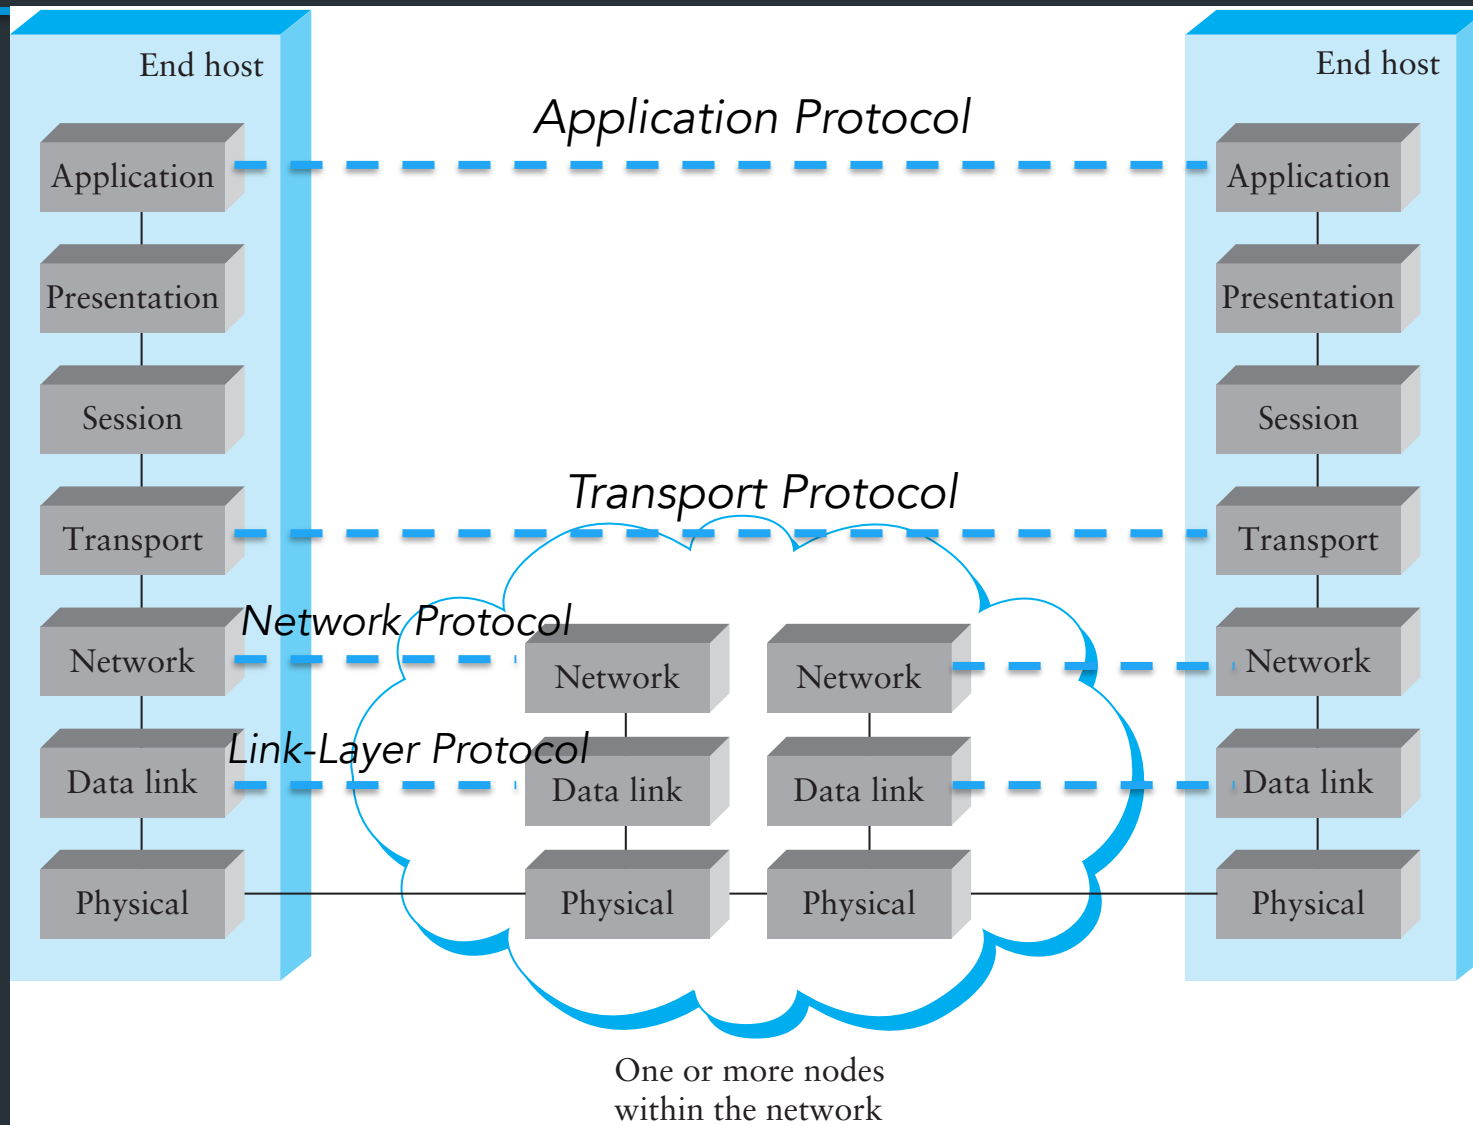 End host
End host
Application Protocol
Application
Application
Presentation
Presentation
Session
Session
Transport Protocol
Transport
Transport
Network Protocol
Network
Network
Network
Network
Link-Layer Protocol
Data link
Data link
Data link
Data link
Physical
Physical
Physical
Physical
One or more nodes
within the network